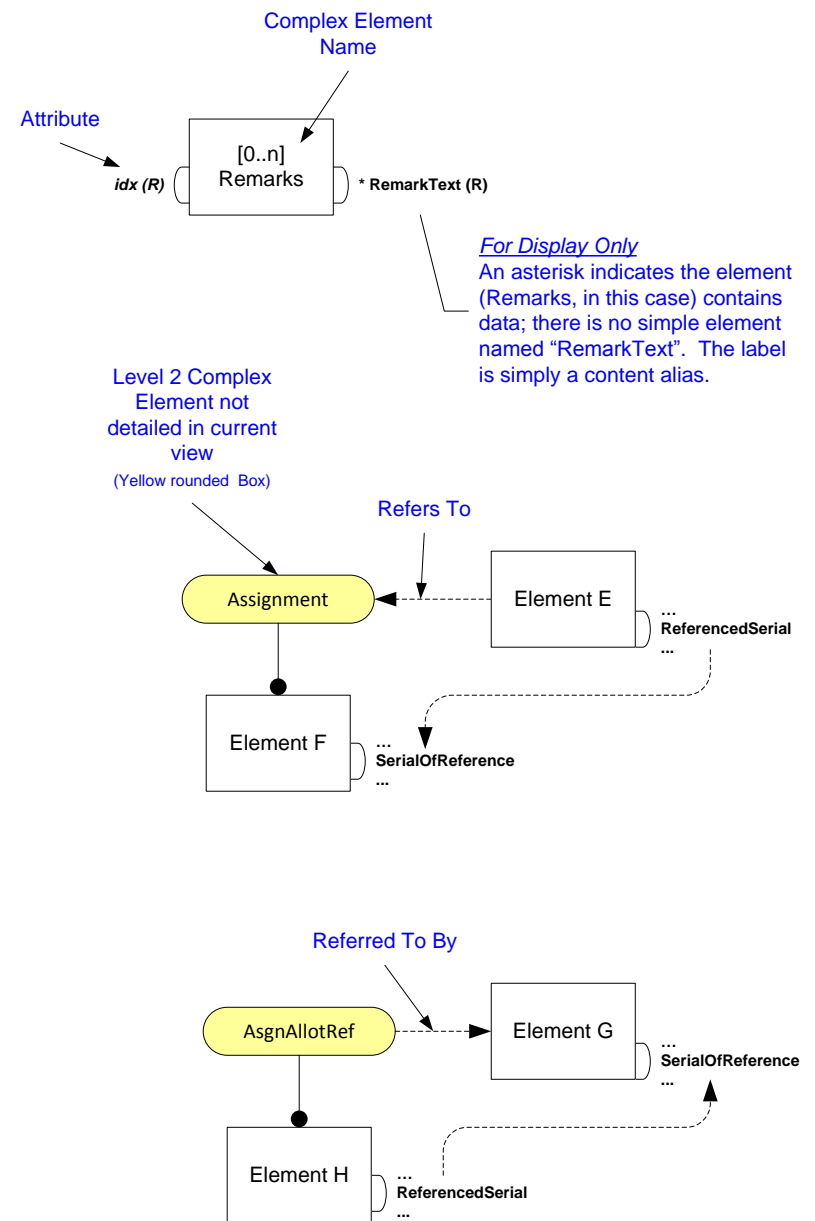 Complex Element
Name
Attribute
[0..n]
Remarks
idx (R)
* RemarkText (R)
For Display Only
An asterisk indicates the element
(Remarks, in this case) contains
data; there is no simple element
named “RemarkText”.  The label
is simply a content alias.
Level 2 Complex
Element not
detailed in current
view
(Yellow rounded  Box)
Refers To
Assignment
Element E
...
ReferencedSerial
...
Element F
...
SerialOfReference
...
Referred To By
AsgnAllotRef
Element G
...
SerialOfReference
...
Element H
...
ReferencedSerial
...